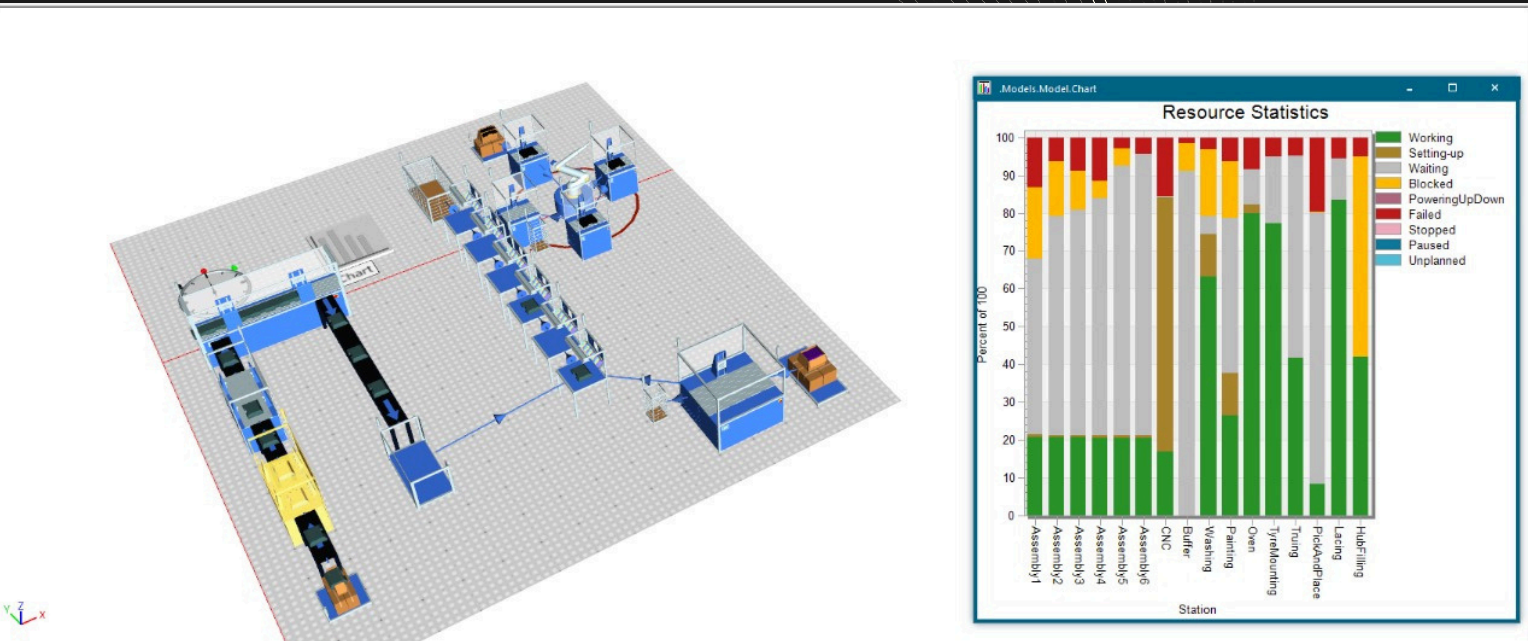 .Models.Model.Chart
Resource Statistics
100
90
80
70
60
50
40
30
20
10
0
Percent of 100
Working
Setting-up
Waiting
Blocked
PoweringUpDown
Failed
Stopped
Paused
Unplanned
Assembly1
Assembly2
Assembly3
Assembly4
Assembly5
Assembly6
CNC
Buffer
Washing
Painting
Oven
TyreMounting
Truing
PickAndPlace
Lacing
HubFilling
Station
Chart
Y
Z
X